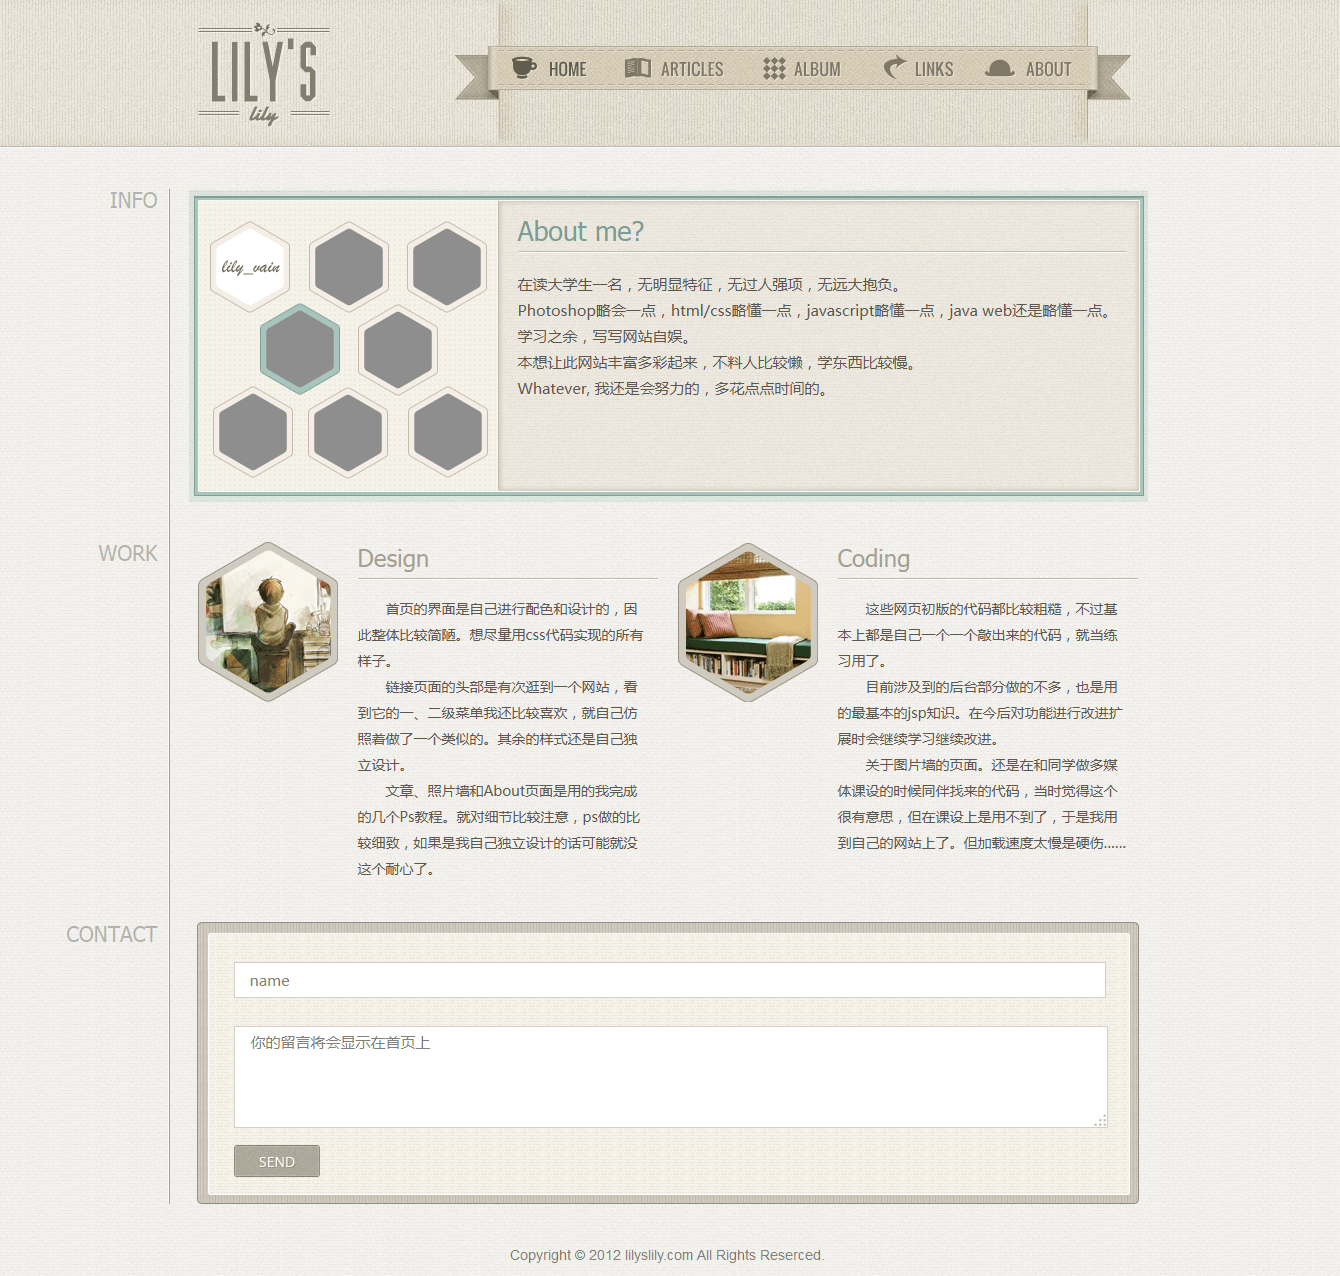 LILY'S
lily
HOME
ARTICLES
ALBUM
LINKS
ABOUT
INFO
lily_vain
About me?
在读大学生一名，无明显特征，无过人强项，无远大抱负。
Photoshop略会一点，html/css略懂一点，javascript略懂一点，java web还是略懂一点。
学习之余，写写网站自娱。
本想让此网站丰富多彩起来，不料人比较懒，学东西比较慢。
Whatever, 我还是会努力的，多花点点时间的。
WORK
Design
首页的界面是自己进行配色和设计的，因
此整体比较简陋。想尽量用css代码实现的所有
样子。
链接页面的头部是有次逛到一个网站，看
到它的一、二级菜单我还比较喜欢，就自己仿
照着做了一个类似的。其余的样式还是自己独
立设计。
文章、照片墙和About页面是用的我完成
的几个Ps教程。就对细节比较注意，ps做的比
较细致，如果是我自己独立设计的话可能就没
这个耐心了。
Coding
这些网页初版的代码都比较粗糙，不过基
本上都是自己一个一个敲出来的代码，就当练
习用了。
目前涉及到的后台部分做的不多，也是用
的最基本的jsp知识。在今后对功能进行改进扩
展时会继续学习继续改进。
关于图片墙的页面。还是在和同学做多媒
体课设的时候同伴找来的代码，当时觉得这个
很有意思，但在课设上是用不到了，于是我用
到自己的网站上了。但加载速度太慢是硬伤……
CONTACT
name
你的留言将会显示在首页上
SEND
Copyright © 2012 lilyslily.com All Rights Reserced.